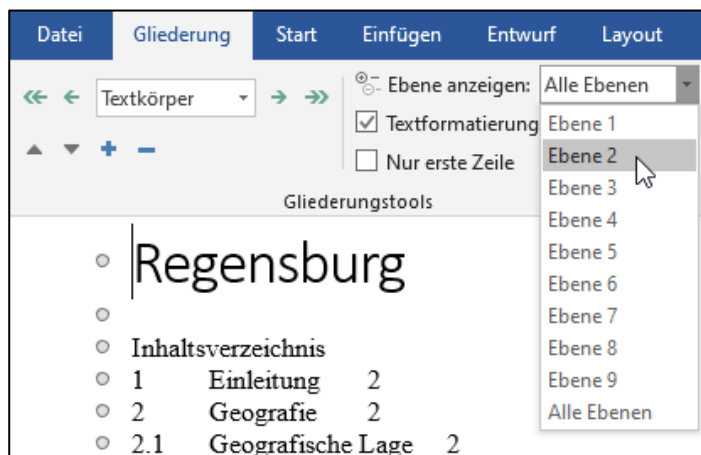 Datei Gliederung Start Einfügen Entwurf Layout
Textkörper Ebene anzeigen: Alle Ebenen
Textformatierung
Nur erste Zeile
Gliederungstools
Ebene 1
Ebene 2
Ebene 3
Ebene 4
Ebene 5
Ebene 6
Ebene 7
Ebene 8
Ebene 9
Alle Ebenen
Regensburg
Inhaltsverzeichnis
1 Einleitung 2
2 Geografie 2
2.1 Geografische Lage 2